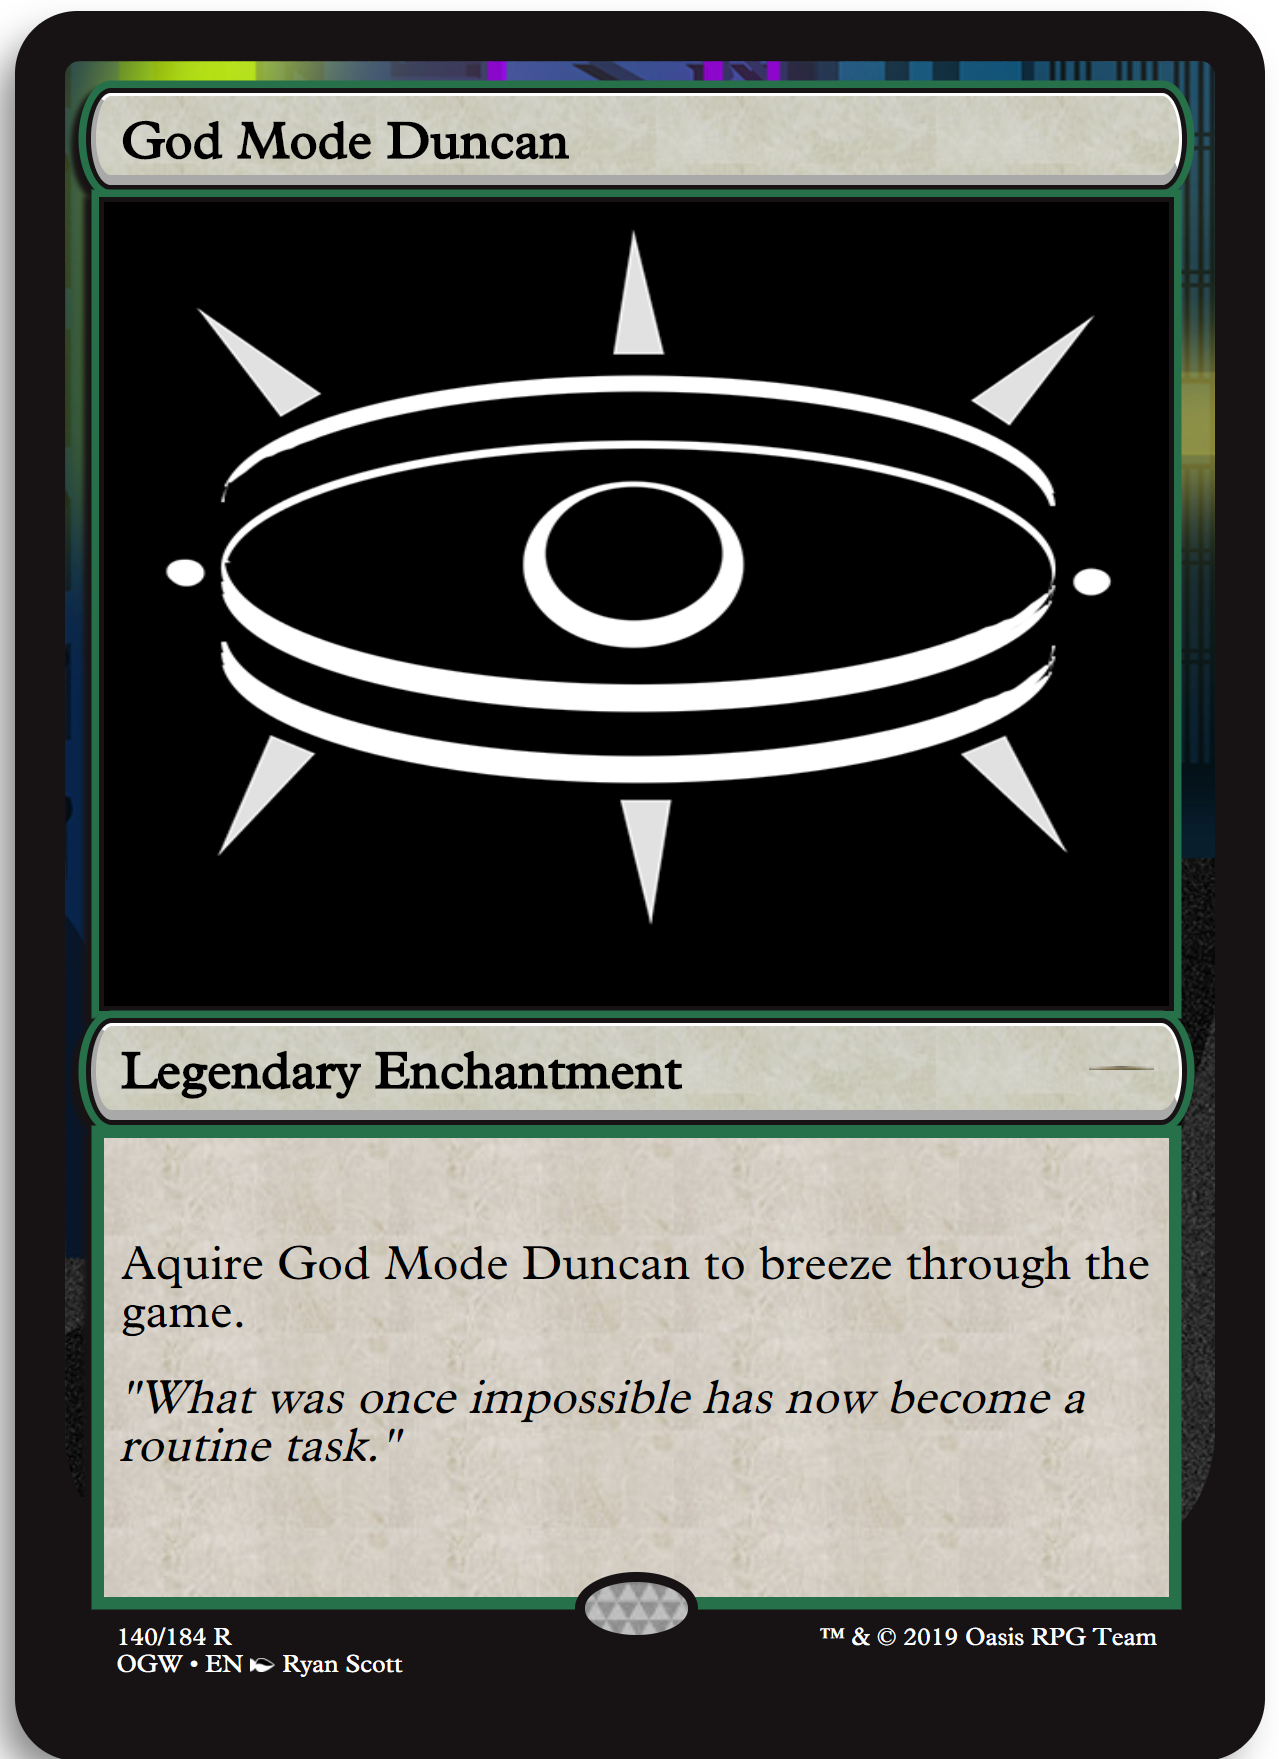 God Mode Duncan
Legendary Enchantment
Aquire God Mode Duncan to breeze through the
game.
"What was once impossible has now become a
routine task."
140/184 R
™ & © 2019 Oasis RPG Team
OGW • EN Ryan Scott